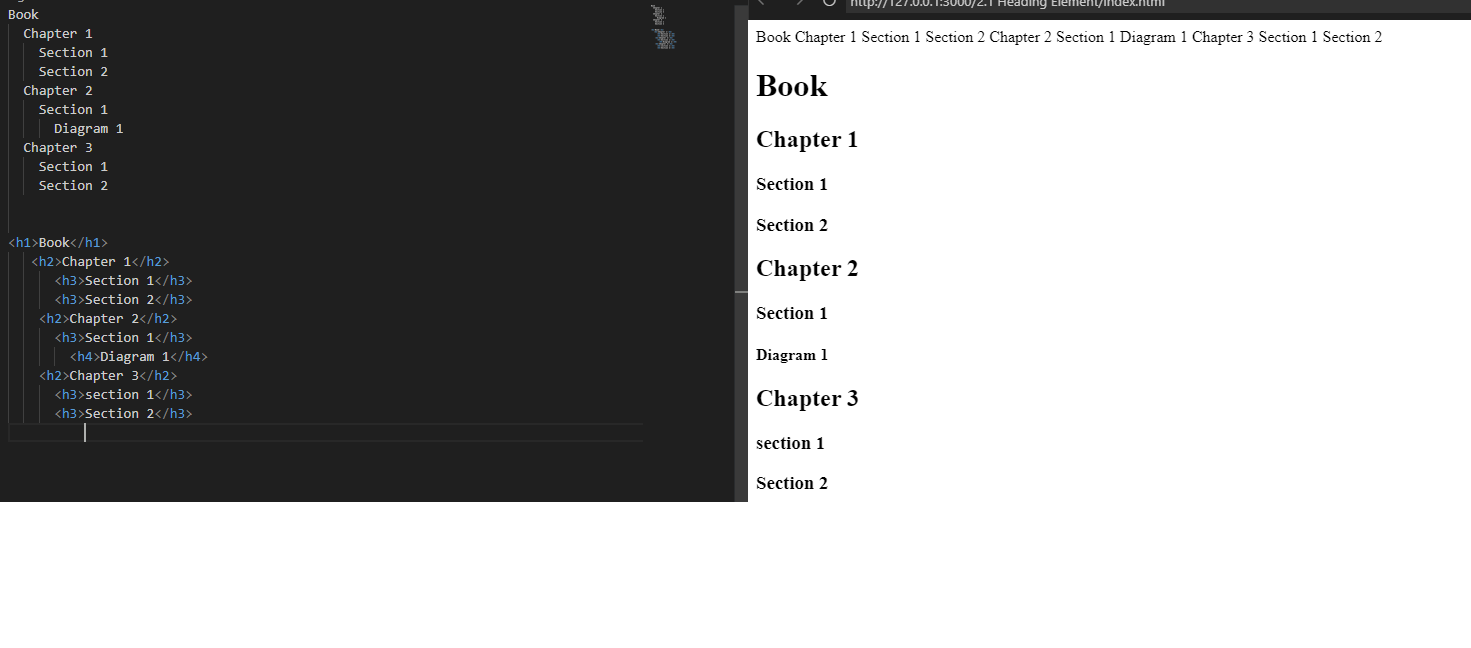 Book
Chapter 1
Section 1
Section 2
Chapter 2
Section 1
Diagram 1
Chapter 3
Section 1
Section 2
<h1>Book</h1>
<h2>Chapter 1</h2>
<h3>Section 1</h3>
<h3>Section 2</h3>
<h2>Chapter 2</h2>
<h3>Section 1</h3>
<h4>Diagram 1</h4>
<h2>Chapter 3</h2>
<h3>section 1</h3>
<h3>Section 2</h3>
http://127.0.0.1:3000/2.1 Heading Element/index.html
Book Chapter 1 Section 1 Section 2 Chapter 2 Section 1 Diagram 1 Chapter 3 Section 1 Section 2
Book
Chapter 1
Section 1
Section 2
Chapter 2
Section 1
Diagram 1
Chapter 3
section 1
Section 2